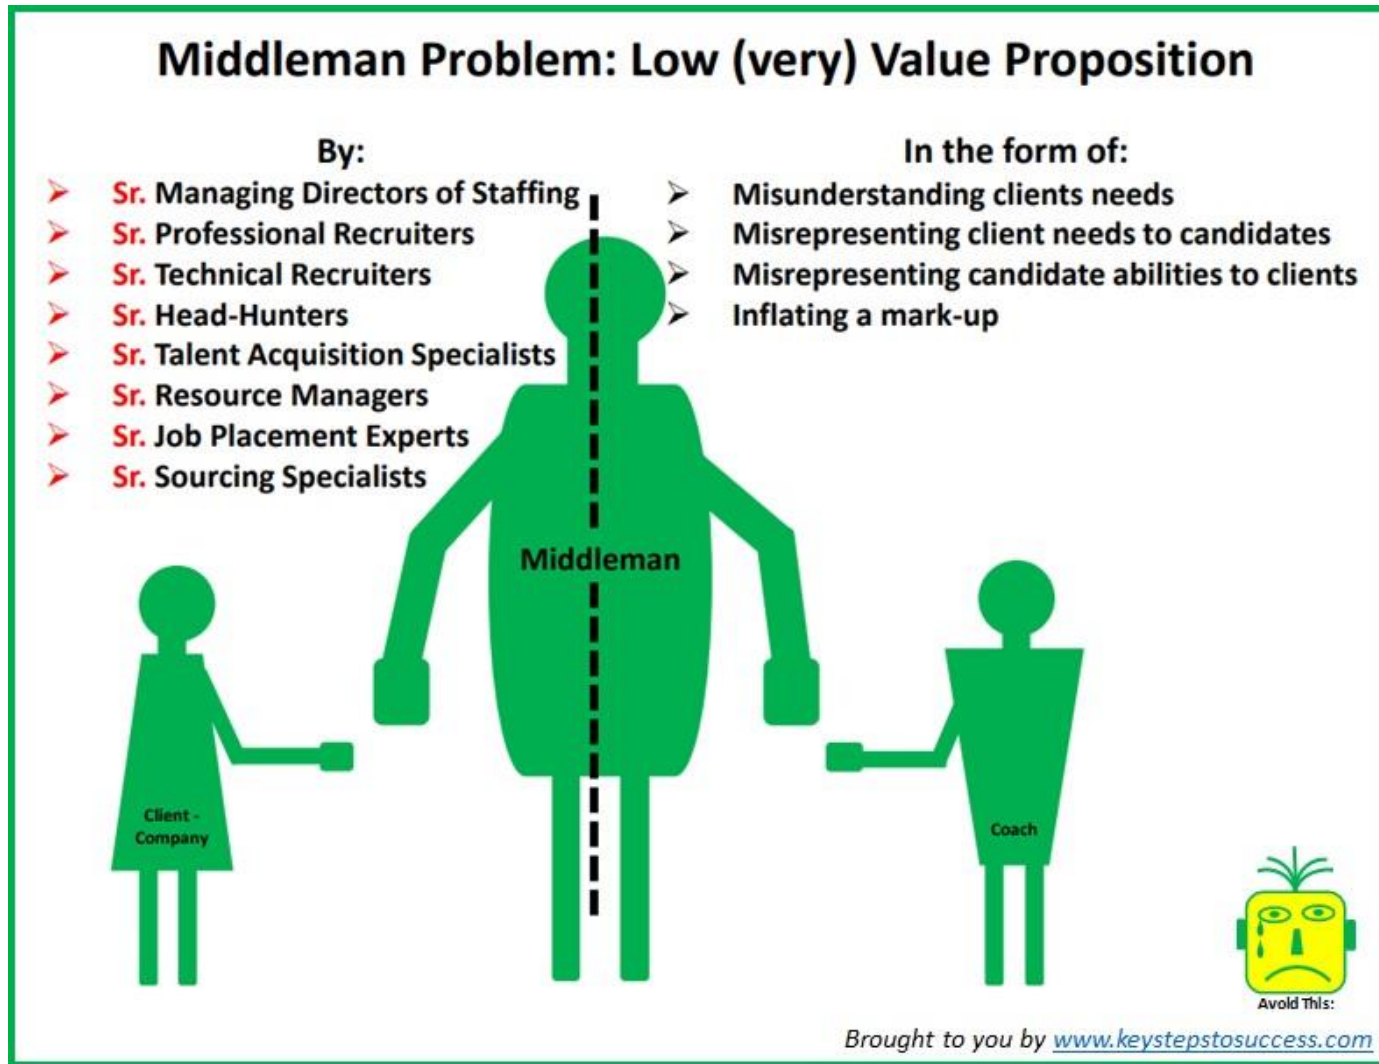 Middleman Problem: Low (very) Value Proposition
By:
Sr. Managing Directors of Staffing
Sr. Professional Recruiters
Sr. Technical Recruiters
Sr. Head-Hunters
Sr. Talent Acquisition Specialists
Sr. Resource Managers
Sr. Job Placement Experts
Sr. Sourcing Specialists
In the form of:
Misunderstanding clients needs
Misrepresenting client needs to candidates
Misrepresenting candidate abilities to clients
Inflating a mark-up
Middleman
Client -
Company
Coach
Avoid This:
Brought to you by www.keystepstosuccess.com